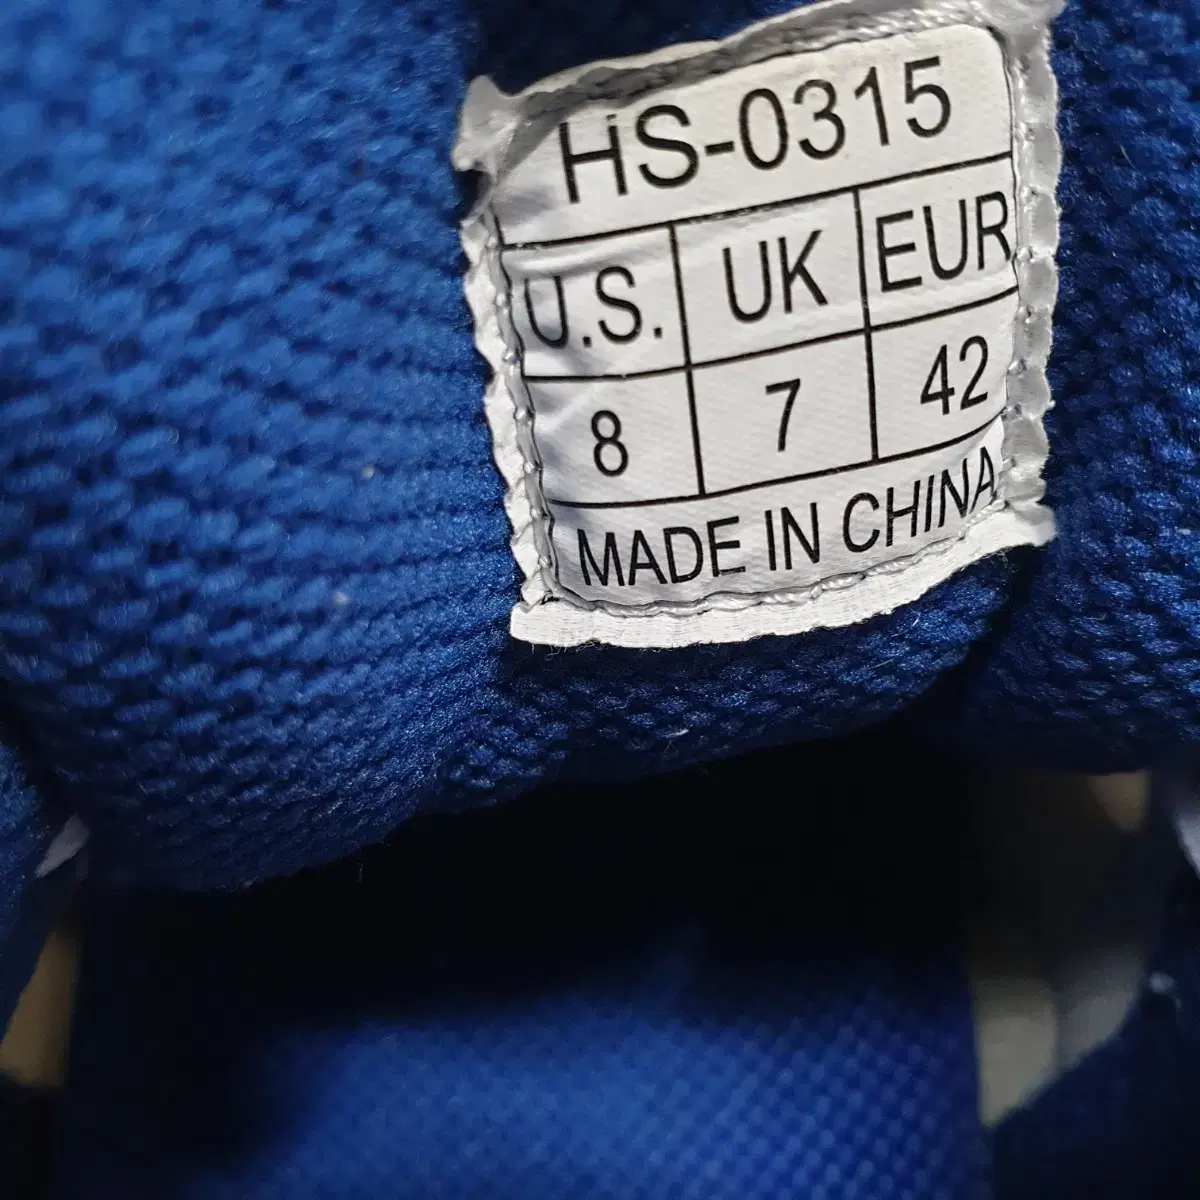 HS-0315
U.S. UK EUR
8 7 42
MADE IN CHINA